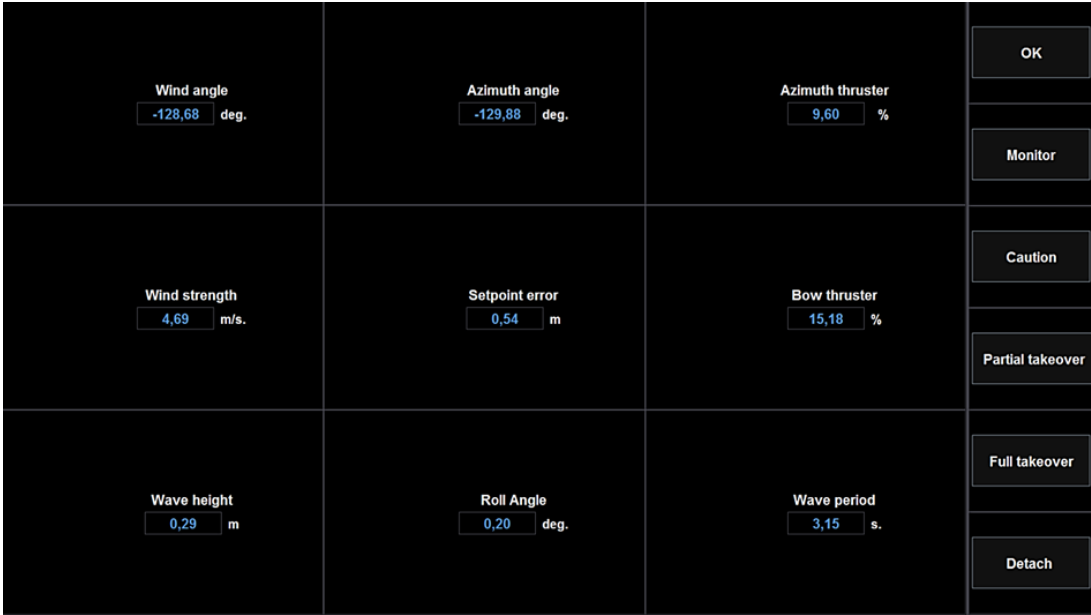 Wind angle
-128,68 deg.
Azimuth angle
-129,88 deg.
Azimuth thruster
9,60 %
Wind strength
4,69 m/s.
Setpoint error
0,54 m
Bow thruster
15,18 %
Wave height
0,29 m
Roll Angle
0,20 deg.
Wave period
3,15 s.
OK
Monitor
Caution
Partial takeover
Full takeover
Detach